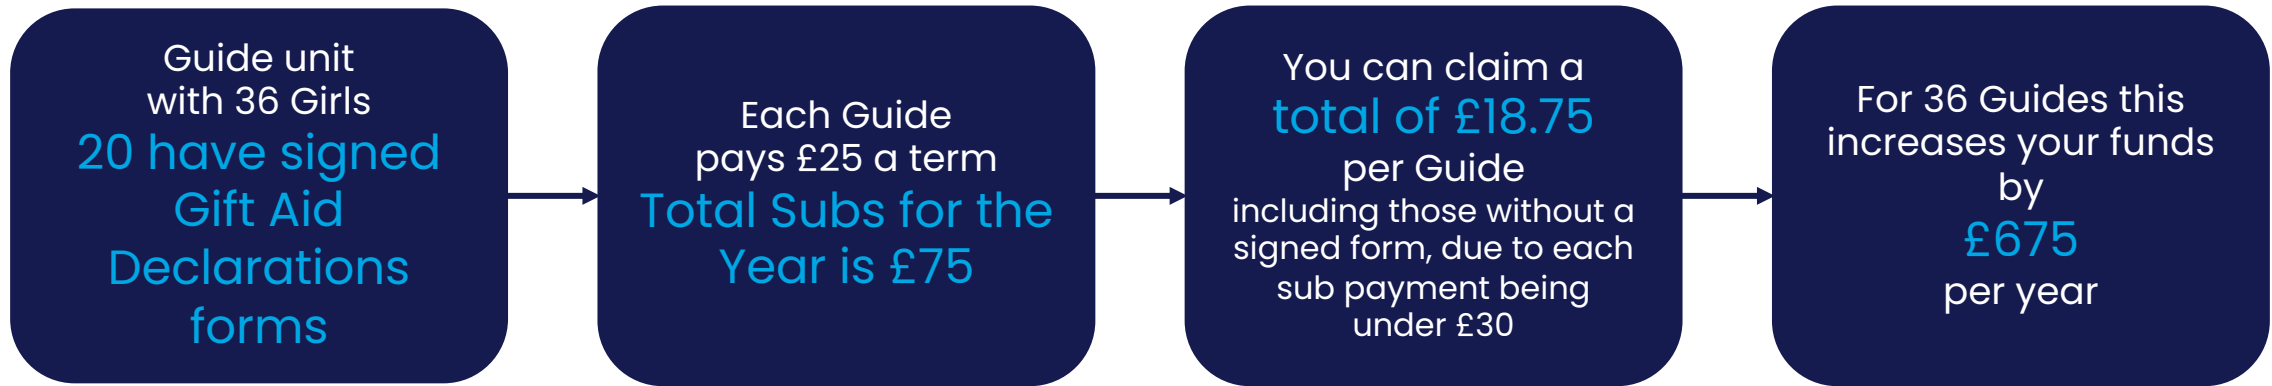 Guide unit
with 36 Girls
20 have signed
Gift Aid
Declarations
forms
Each Guide
pays £25 a term
Total Subs for the
Year is £75
You can claim a
total of £18.75
per Guide
including those without a
signed form, due to each
sub payment being
under £30
For 36 Guides this
increases your funds
by
£675
per year